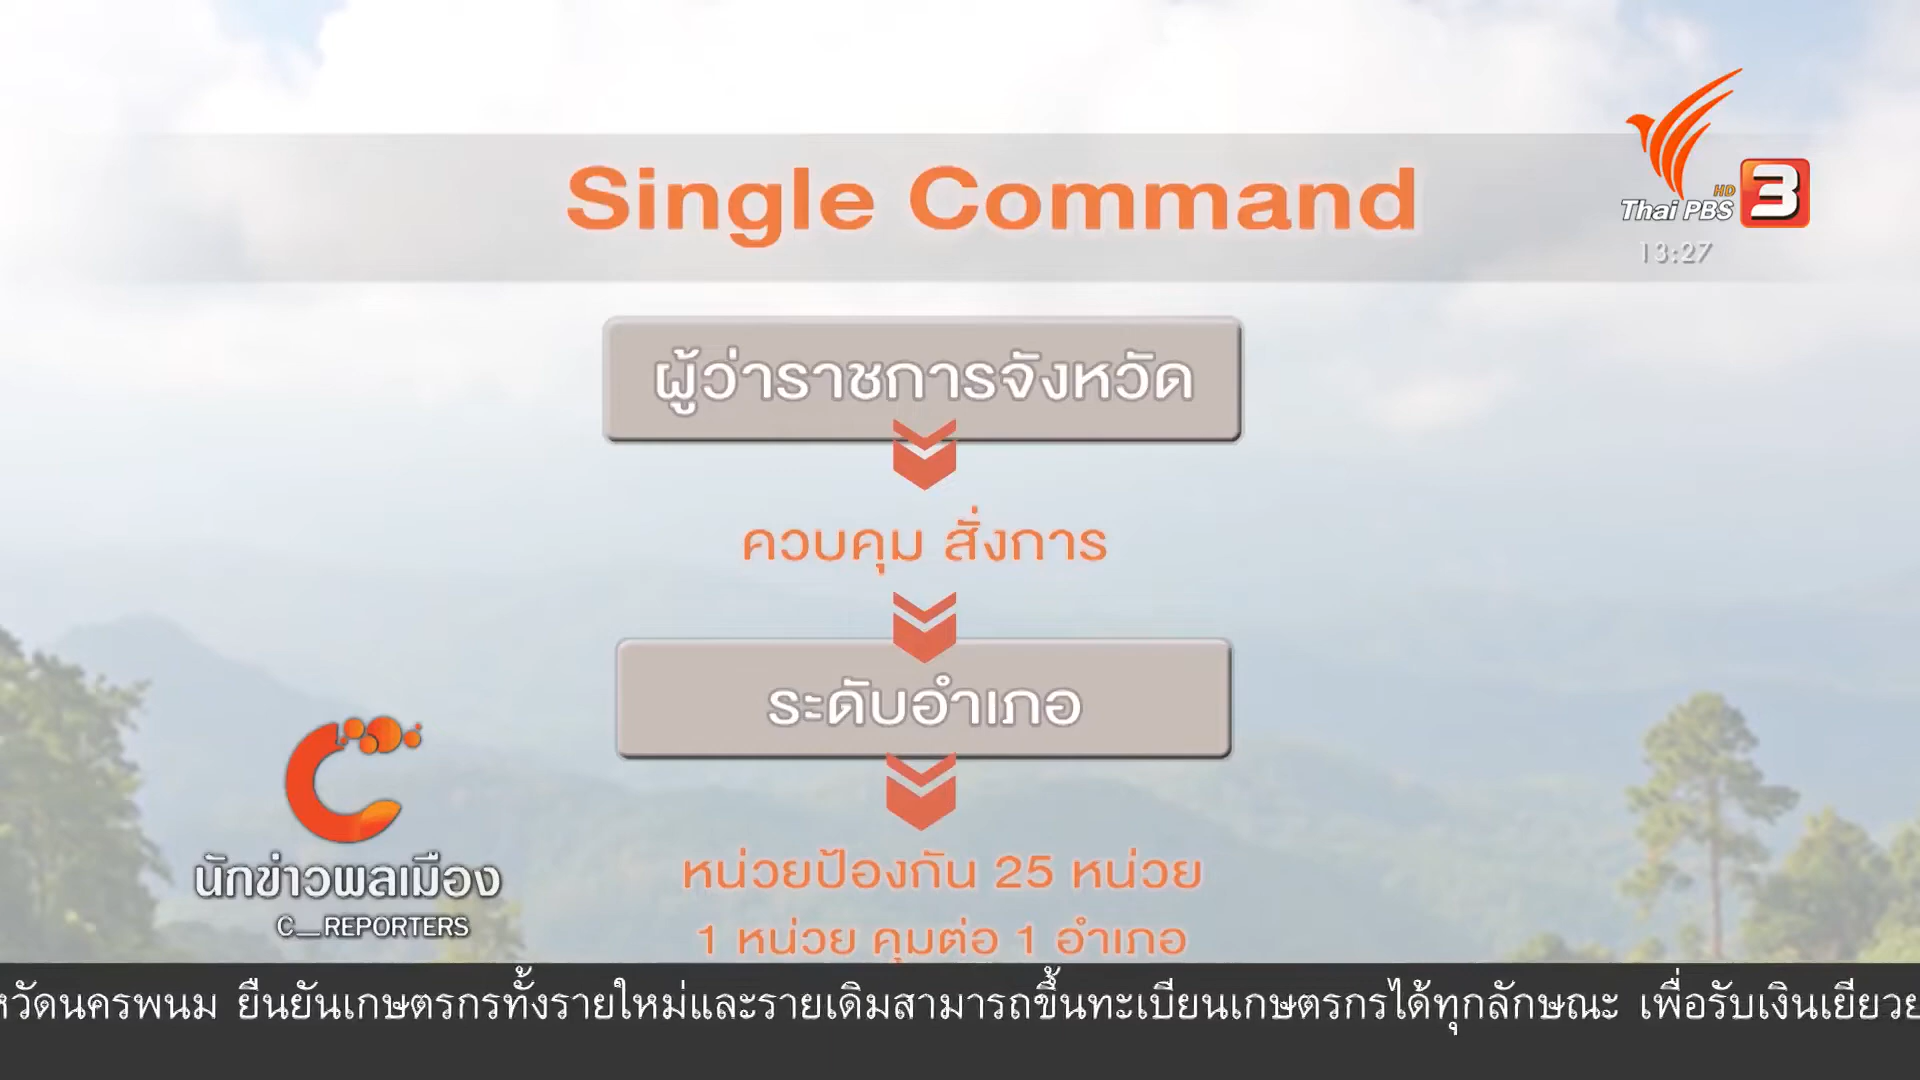 Single Command
HD
Thai PBS 3
13:27
ผู้ว่าราชการจังหวัด
ควบคุม สั่งการ
ระดับอำเภอ
หน่วยป้องกัน 25 หน่วย
1 หน่วย คุมต่อ 1 อำเภอ
นักข่าวพลเมือง
C_REPORTERS
หวัดนครพนม ยืนยันเกษตรกรทั้งรายใหม่และรายเดิมสามารถขึ้นทะเบียนเกษตรกรได้ทุกลักษณะ เพื่อรับเงินเยียวย